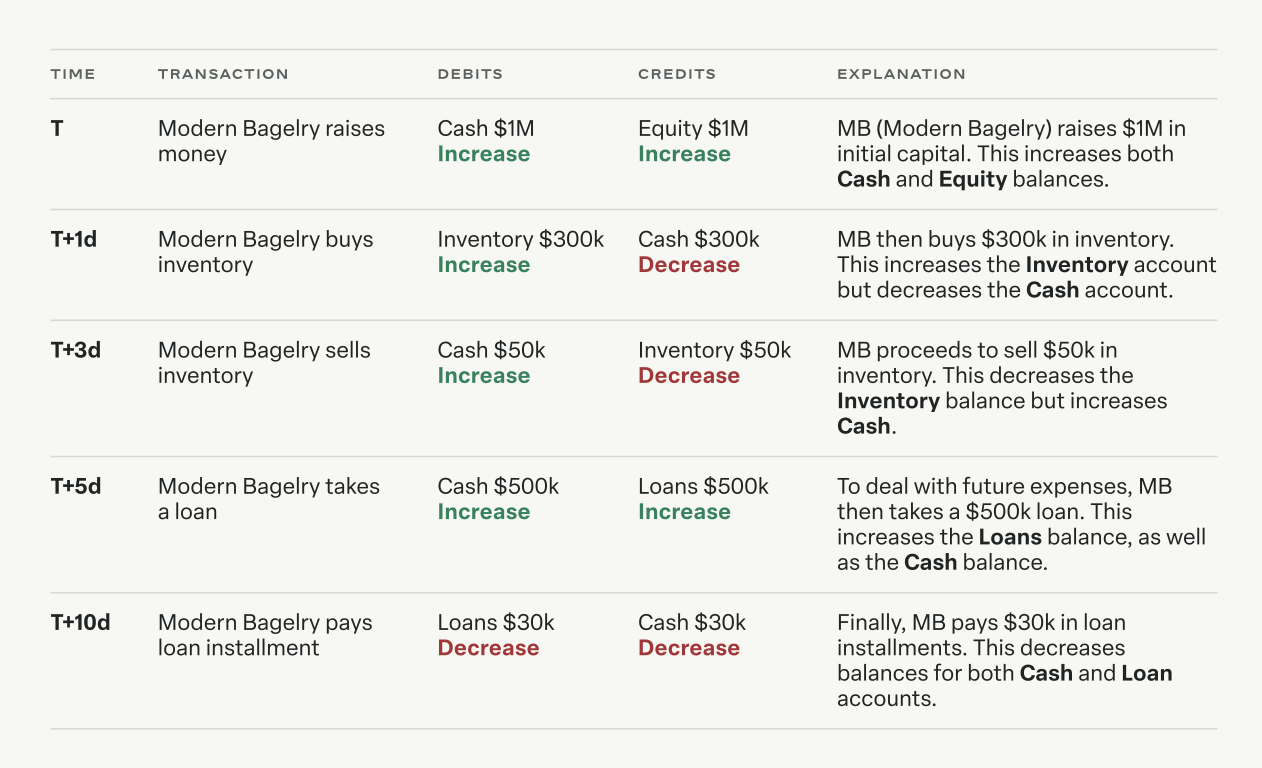 TIME TRANSACTION DEBITS CREDITS EXPLANATION
T
Modern Bagelry raises
money
Cash $1M
Increase
Equity $1M
Increase
MB (Modern Bagelry) raises $1M in
initial capital. This increases both
Cash and Equity balances.
T+1d
Modern Bagelry buys
inventory
Inventory $300k
Increase
Cash $300k
Decrease
MB then buys $300k in inventory.
This increases the Inventory account
but decreases the Cash account.
T+3d
Modern Bagelry sells
inventory
Cash $50k
Increase
Inventory $50k
Decrease
MB proceeds to sell $50k in
inventory. This decreases the
Inventory balance but increases
Cash.
T+5d
Modern Bagelry takes
a loan
Cash $500k
Increase
Loans $500k
Increase
To deal with future expenses, MB
then takes a $500k loan. This
increases the Loans balance, as well
as the Cash balance.
T+10d
Modern Bagelry pays
loan installment
Loans $30k
Decrease
Cash $30k
Decrease
Finally, MB pays $30k in loan
installments. This decreases
balances for both Cash and Loan
accounts.